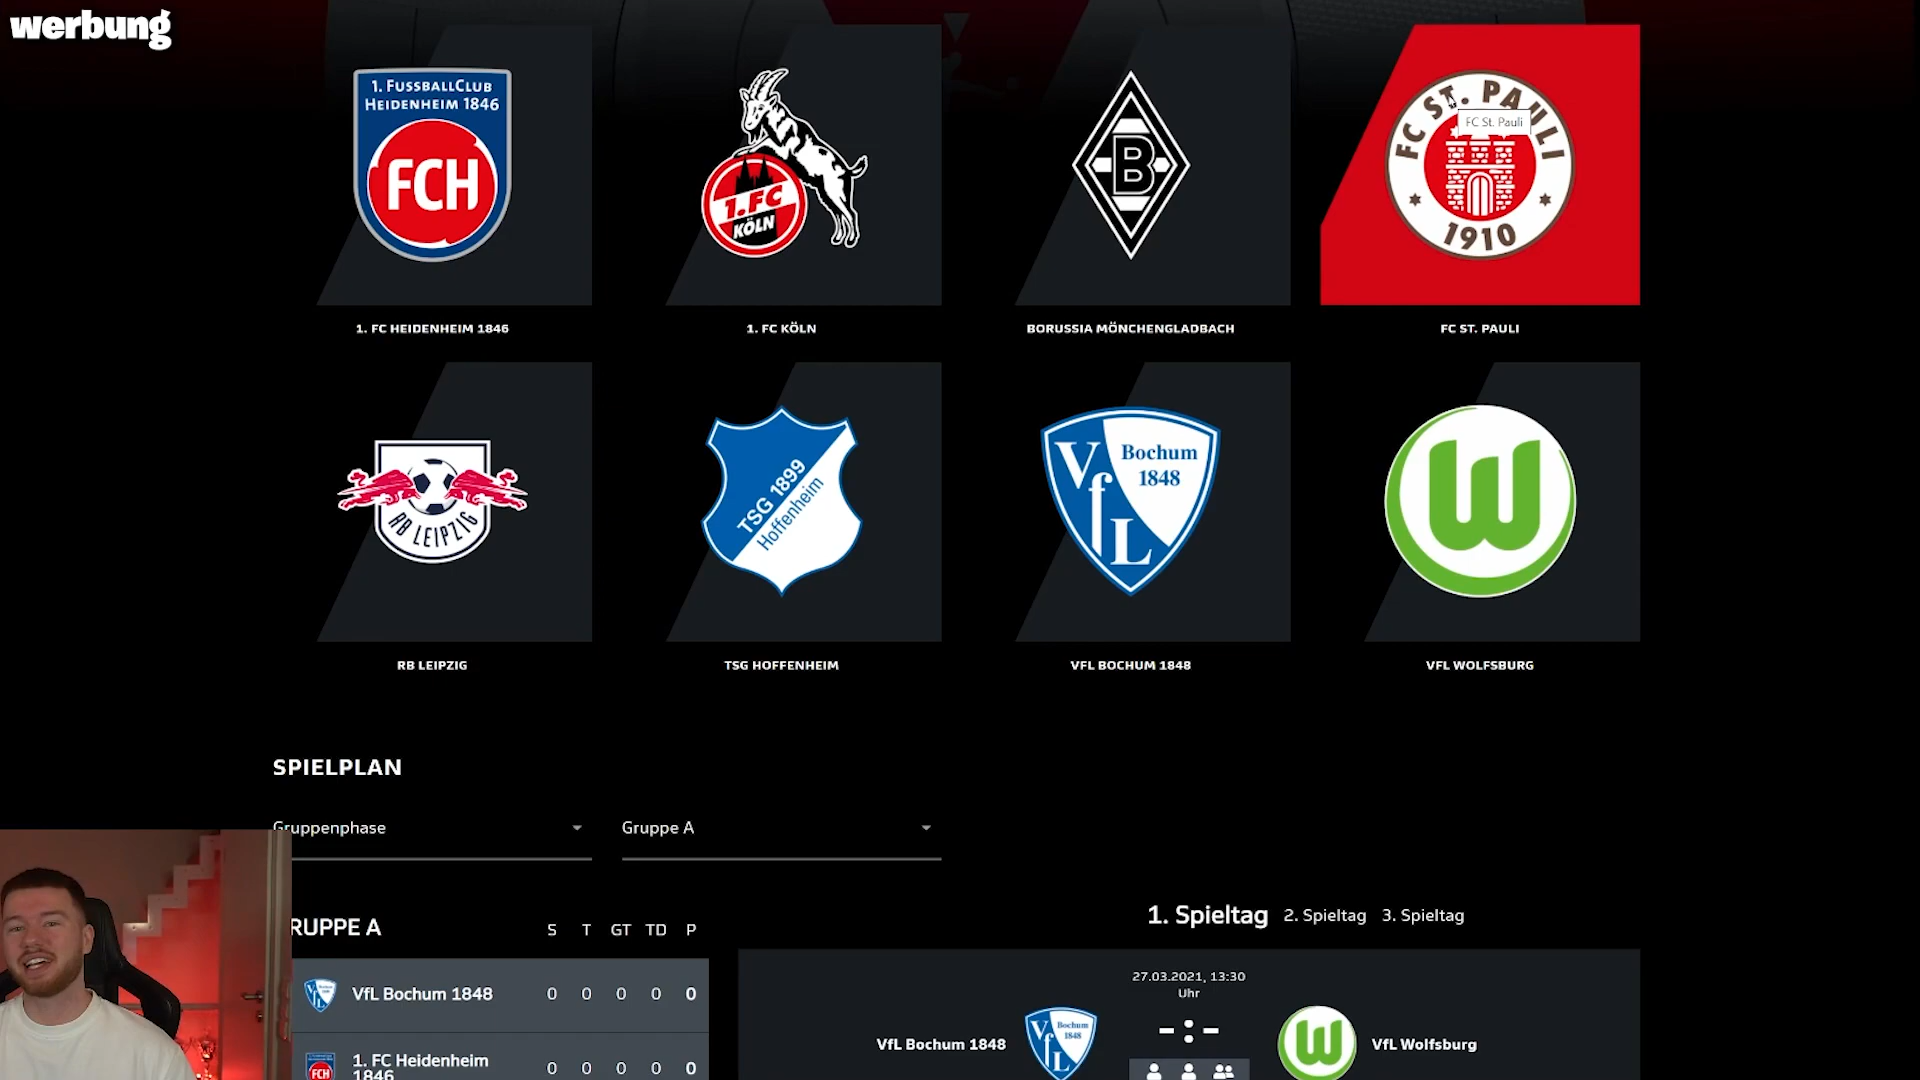 werbung
1. FUSSBALLCLUB
HEIDENHEIM 1846
FCH
1.FC
KÖLN
B
FC ST. PAULI
FC St. Pauli
1910
1. FC HEIDENHEIM 1846
1. FC KÖLN
BORUSSIA MÖNCHENGLADBACH
FC ST. PAULI
RB LEIPZIG
TSG 1899
Hoffenheim
VfL
Bochum
1848
W
RB LEIPZIG
TSG HOFFENHEIM
VFL BOCHUM 1848
VFL WOLFSBURG
SPIELPLAN
Gruppenphase
Gruppe A
RUPPE A
S T GT TD P
1. Spieltag 2. Spieltag 3. Spieltag
VfL Bochum 1848 0 0 0 0 0
27.03.2021, 13:30
Uhr
VfL Bochum 1848
Bochum
1848
VfL
- : -
W
VfL Wolfsburg
FCH
1. FC Heidenheim
1846
0 0 0 0 0